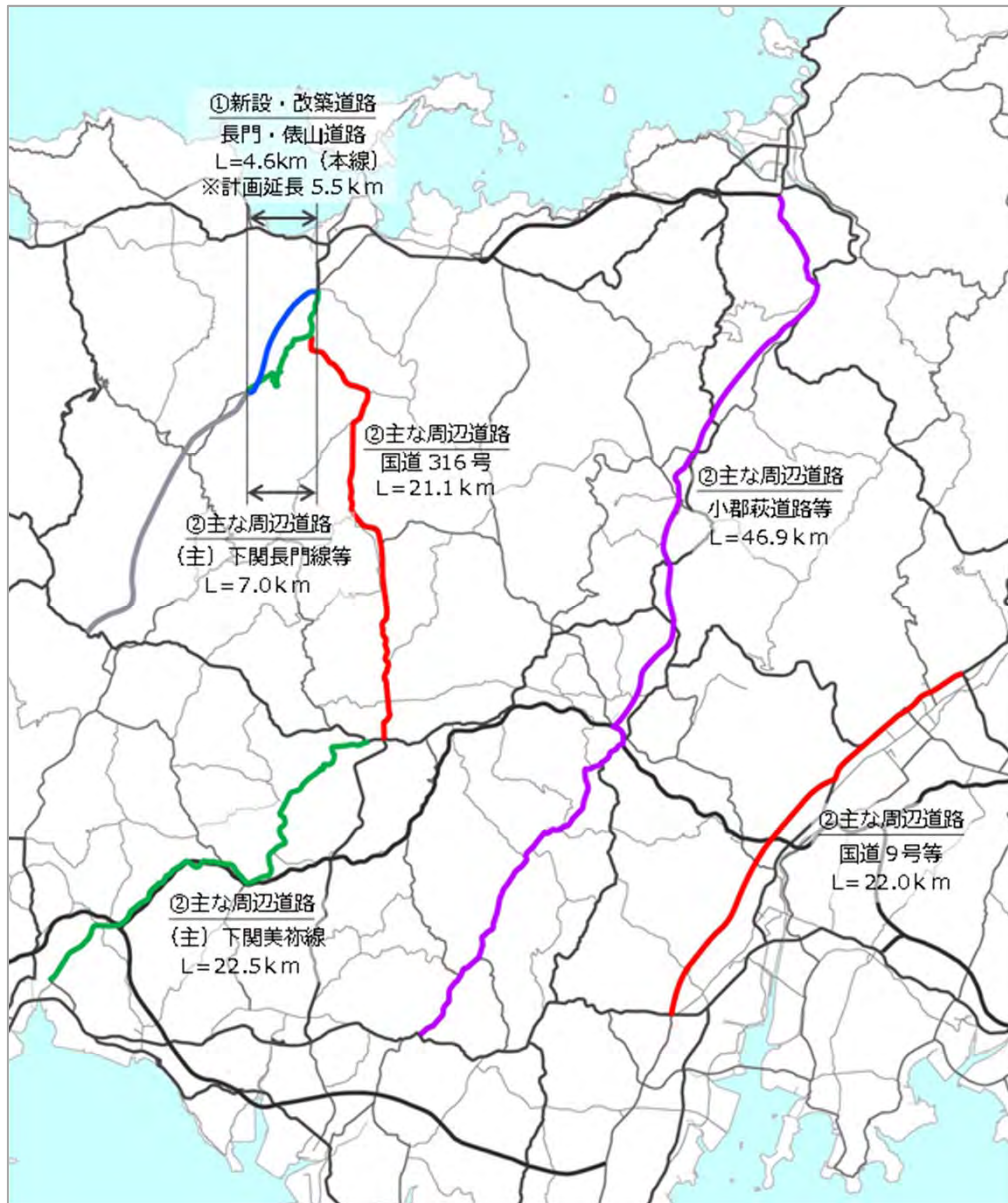 ①新設・改築道路
長門・俵山道路
L=4.6km（本線）
※計画延長 5.5km
②主な周辺道路
国道 316 号
L=21.1km
②主な周辺道路
小郡萩道路等
L=46.9km
②主な周辺道路
（主）下関長門線等
L=7.0km
②主な周辺道路
国道９号等
L=22.0km
②主な周辺道路
（主）下関美祢線
L=22.5km